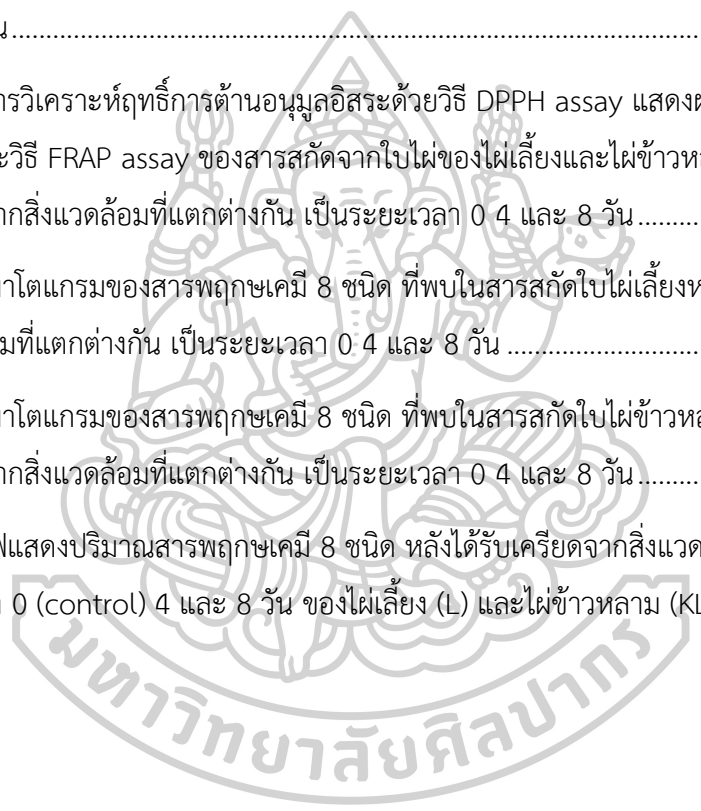 น....................................................................................................
ารวิเคราะห์ฤทธิ์การต้านอนุมูลอิสระด้วยวิธี DPPH assay แสดงผ
ะวิธี FRAP assay ของสารสกัดจากใบไผ่ของไผ่เลี้ยงและไผ่ข้าวหล
ากสิ่งแวดล้อมที่แตกต่างกัน เป็นระยะเวลา 0 4 และ 8 วัน.........
าโตแกรมของสารพฤกษเคมี 8 ชนิด ที่พบในสารสกัดใบไผ่เลี้ยงห
มที่แตกต่างกัน เป็นระยะเวลา 0 4 และ 8 วัน ............................
าโตแกรมของสารพฤกษเคมี 8 ชนิด ที่พบในสารสกัดใบไผ่ข้าวหล
ากสิ่งแวดล้อมที่แตกต่างกัน เป็นระยะเวลา 0 4 และ 8 วัน.........
ฟแสดงปริมาณสารพฤกษเคมี 8 ชนิด หลังได้รับเครียดจากสิ่งแวด
า 0 (control) 4 และ 8 วัน ของไผ่เลี้ยง (L) และไผ่ข้าวหลาม (KL
มหาวิทยาลัยศิลปากร